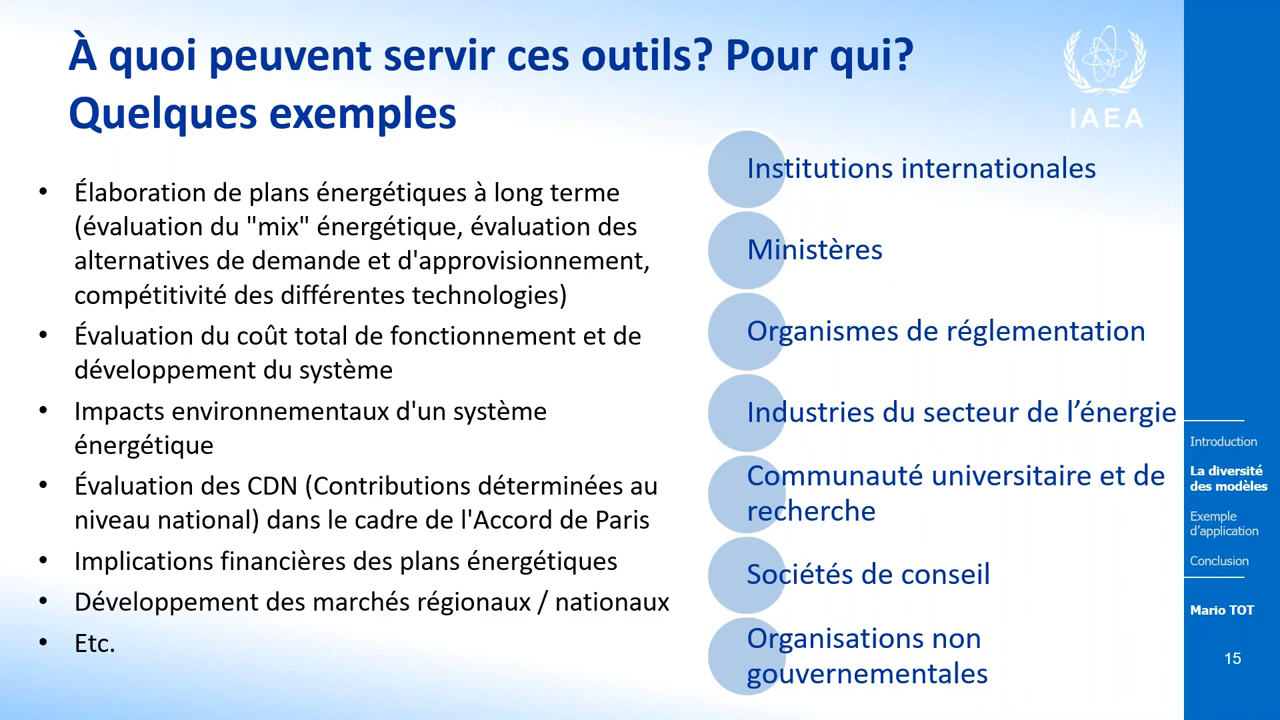 À quoi peuvent servir ces outils? Pour qui?
Quelques exemples
IAEA
• Élaboration de plans énergétiques à long terme
(évaluation du "mix" énergétique, évaluation des
alternatives de demande et d'approvisionnement,
compétitivité des différentes technologies)
• Évaluation du coût total de fonctionnement et de
développement du système
• Impacts environnementaux d'un système
énergétique
• Évaluation des CDN (Contributions déterminées au
niveau national) dans le cadre de l'Accord de Paris
• Implications financières des plans énergétiques
• Développement des marchés régionaux / nationaux
• Etc.
Institutions internationales
Ministères
Organismes de réglementation
Industries du secteur de l’énergie
Communauté universitaire et de
recherche
Sociétés de conseil
Organisations non
gouvernementales
Introduction
La diversité
des modèles
Exemple
d’application
Conclusion
Mario TOT
15